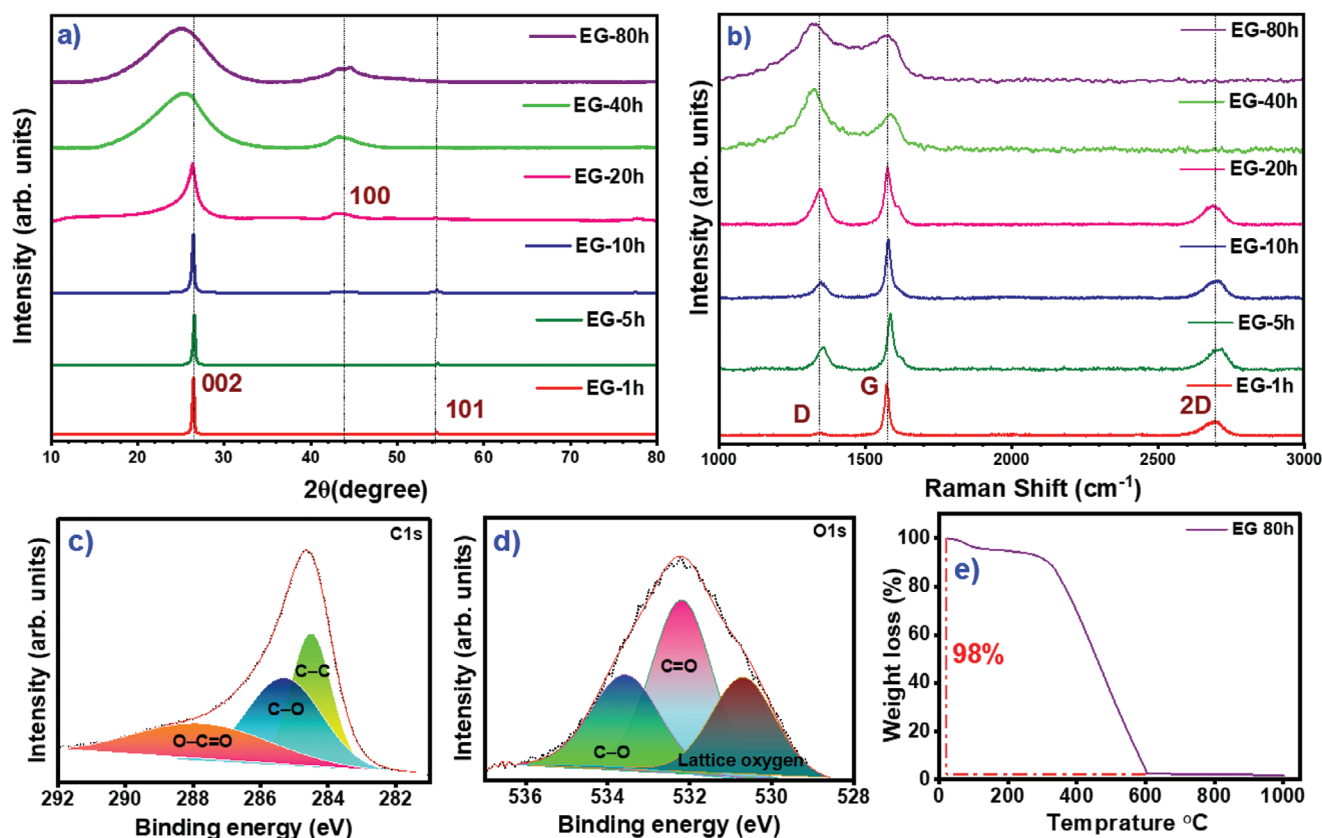 a)
EG-80h
EG-40h
EG-20h
100
EG-10h
EG-5h
002
EG-1h
101
10 20 30 40 50 60 70 80
2θ(degree)
Intensity (arb. units)
b)
EG-80h
EG-40h
EG-20h
EG-10h
EG-5h
G
EG-1h
D
2D
1000 1500 2000 2500 3000
Raman Shift (cm-1)
Intensity (arb. units)
c)
C1s
C–C
C–O
O–C=O
292 290 288 286 284 282
Binding energy (eV)
Intensity (arb. units)
d)
O1s
C=O
C–O
Lattice oxygen
536 534 532 530 528
Binding energy (eV)
Intensity (arb. units)
EG 80h
e)
98%
100
80
60
40
20
0
0 200 400 600 800 1000
Temprature oC
Weight loss (%)